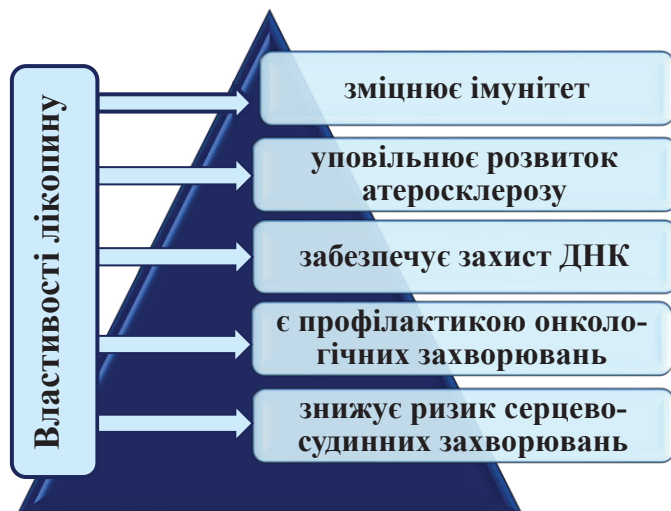 Властивості лікопину
зміцнює імунітет
уповільнює розвиток
атеросклерозу
забезпечує захист ДНК
є профілактикою онколо-
гічних захворювань
знижує ризик серцево-
судинних захворювань